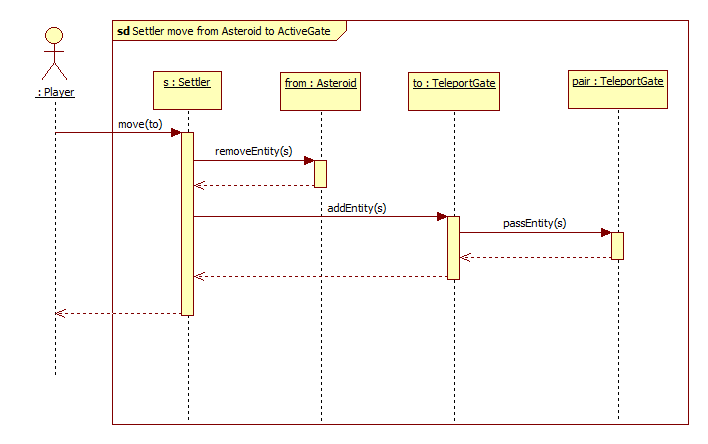 sd Settler move from Asteroid to ActiveGate
: Player
s : Settler
from : Asteroid
to : TeleportGate
pair : TeleportGate
move(to)
removeEntity(s)
addEntity(s)
passEntity(s)